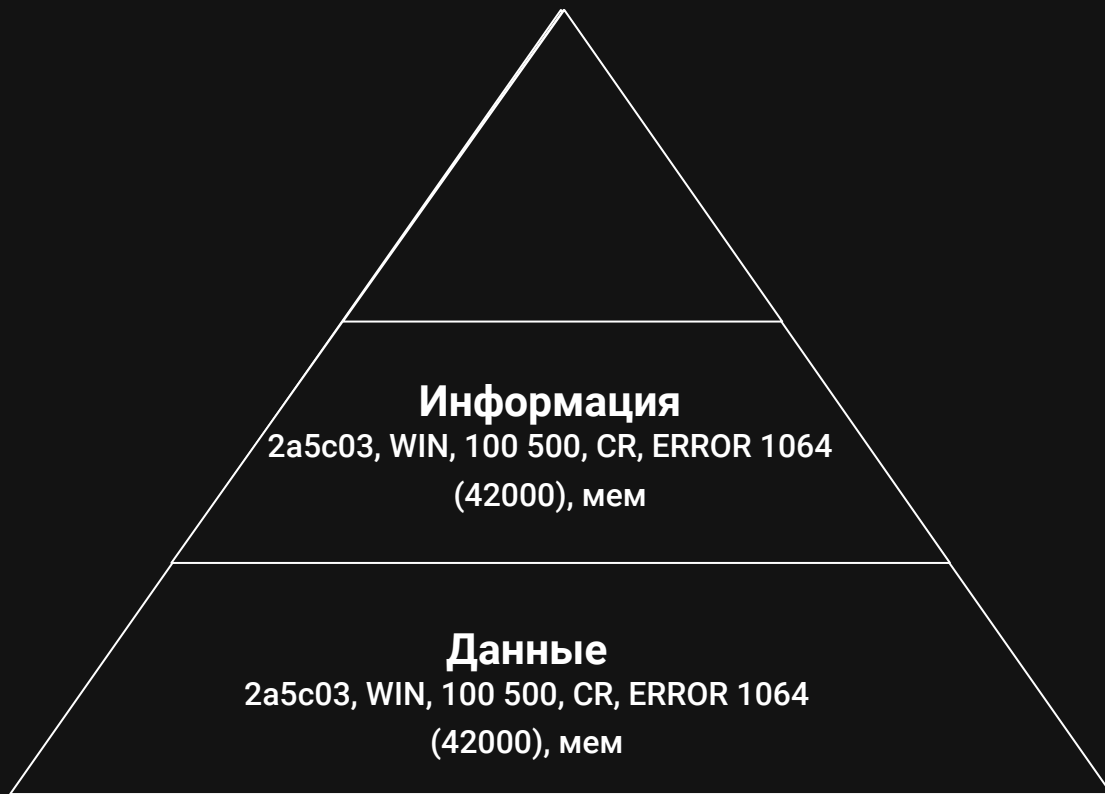 Информация
2a5c03, WIN, 100 500, CR, ERROR 1064
(42000), мем
Данные
2a5c03, WIN, 100 500, CR, ERROR 1064
(42000), мем